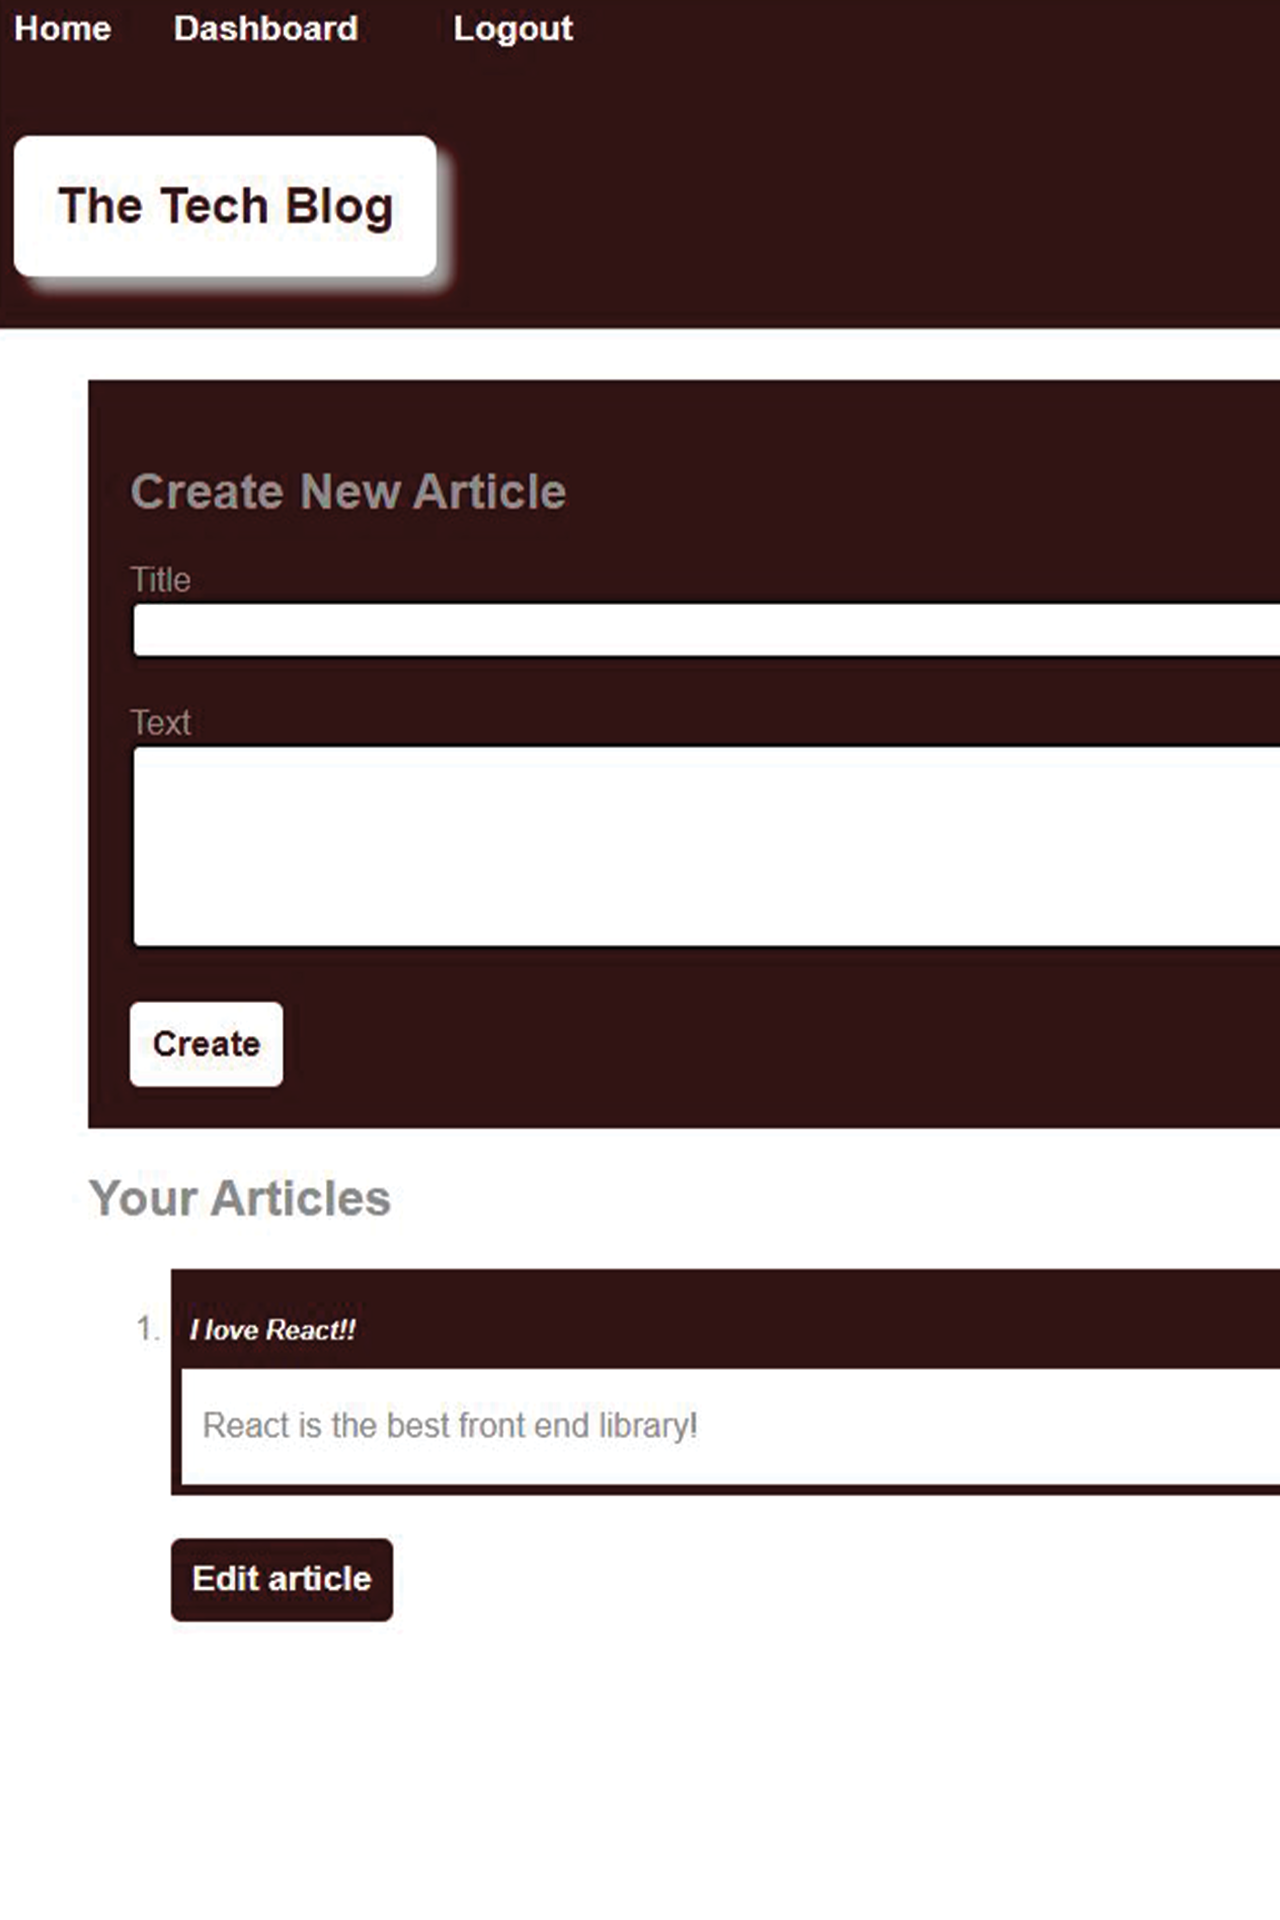 Home Dashboard Logout
The Tech Blog
Create New Article
Title
Text
Create
Your Articles
1. I love React!!
React is the best front end library!
Edit article